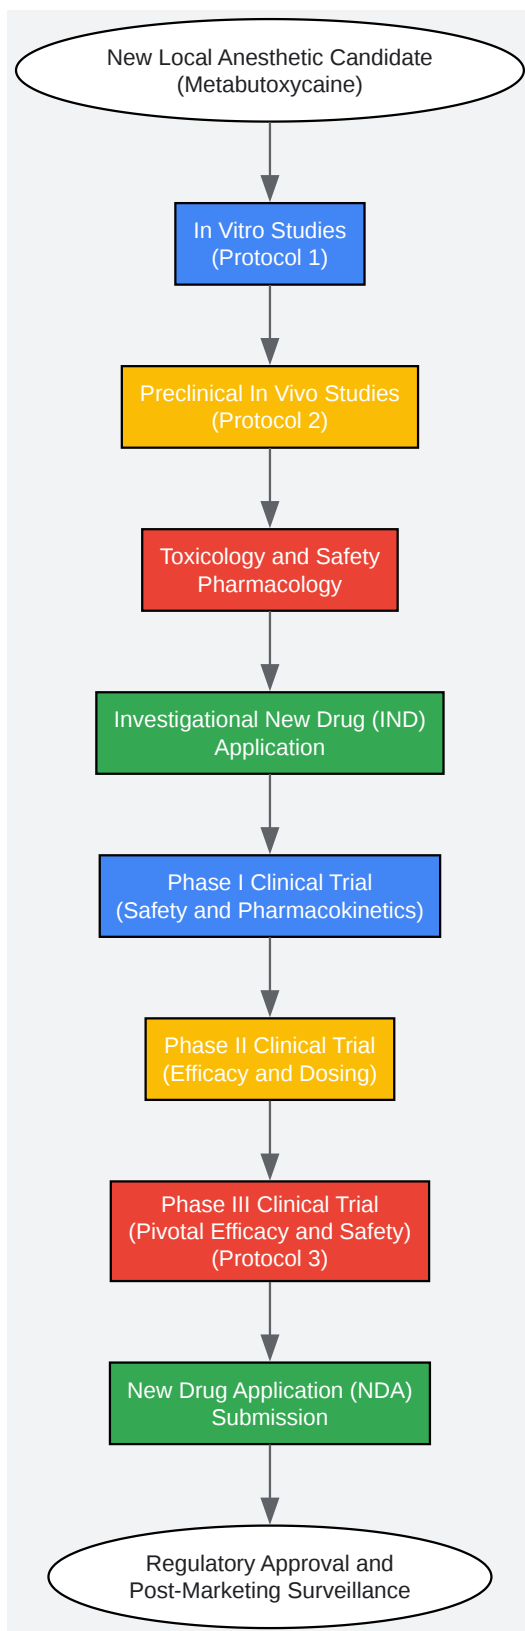 New Local Anesthetic Candidate
(Metabutoxycaine)
In Vitro Studies
(Protocol 1)
Preclinical In Vivo Studies
(Protocol 2)
Toxicology and Safety
Pharmacology
Investigational New Drug (IND)
Application
Phase I Clinical Trial
(Safety and Pharmacokinetics)
Phase II Clinical Trial
(Efficacy and Dosing)
Phase III Clinical Trial
(Pivotal Efficacy and Safety)
(Protocol 3)
New Drug Application (NDA)
Submission
Regulatory Approval and
Post-Marketing Surveillance